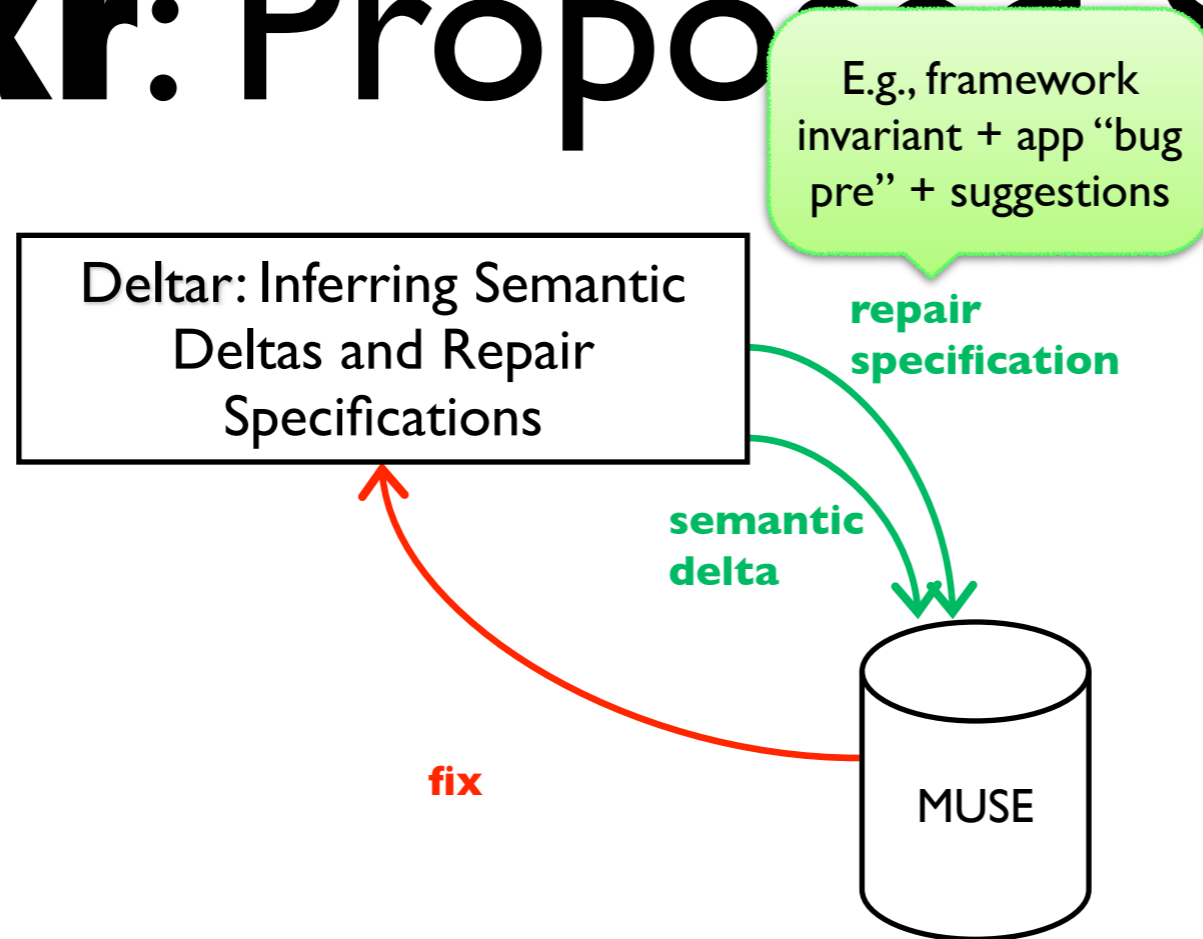 r: Propo
E.g., framework
invariant + app “bug
pre” + suggestions
Deltar: Inferring Semantic
Deltas and Repair
Specifications
repair
specification
semantic
delta
fix
MUSE